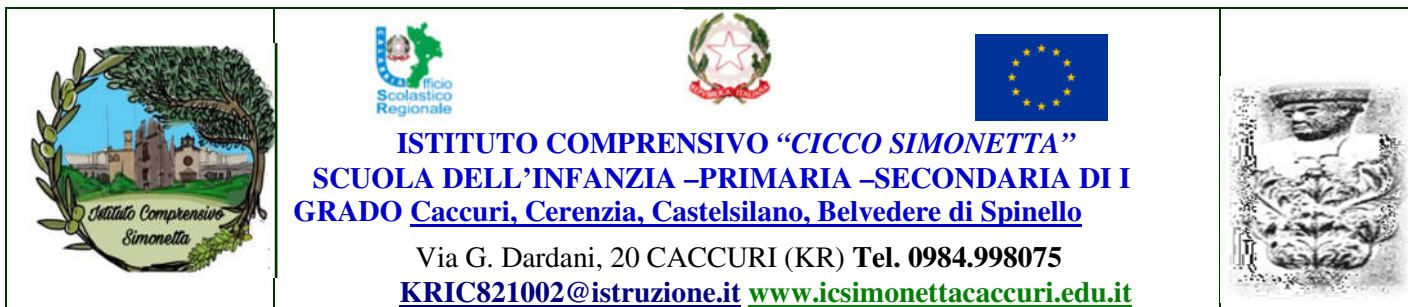 Istituto Comprensivo
Simonetta
CALABRIA
Ufficio
Scolastico
Regionale
REPVBBLICA ITALIANA
ISTITUTO COMPRENSIVO “CICCO SIMONETTA”
SCUOLA DELL’INFANZIA –PRIMARIA –SECONDARIA DI I
GRADO Caccuri, Cerenzia, Castelsilano, Belvedere di Spinello
Via G. Dardani, 20 CACCURI (KR) Tel. 0984.998075
KRIC821002@istruzione.it www.icsimonettacaccuri.edu.it